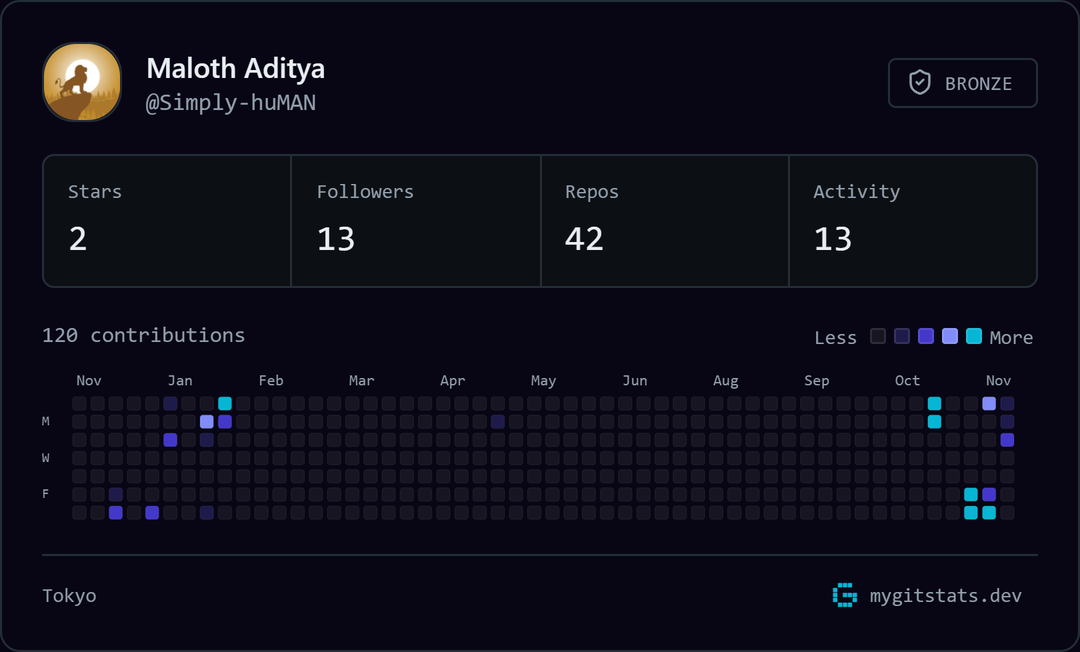 Maloth Aditya
@Simply-huMAN
BRONZE
Stars Followers Repos Activity
2 13 42 13
120 contributions
Less More
Nov Jan Feb Mar Apr May Jun Aug Sep Oct Nov
M
W
F
Tokyo
mygitstats.dev